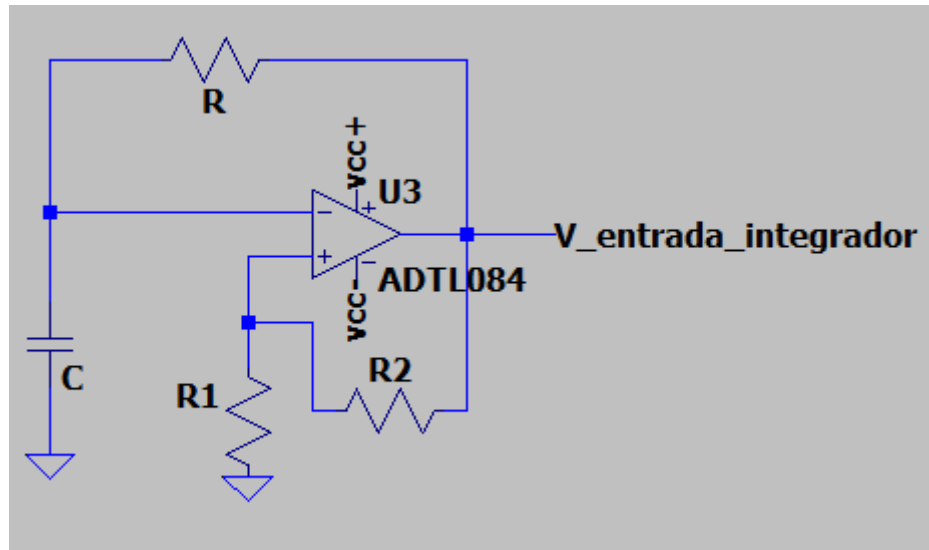 R
VCC+
U3
V_entrada_integrador
ADTL084
VCC-
R2
C
R1